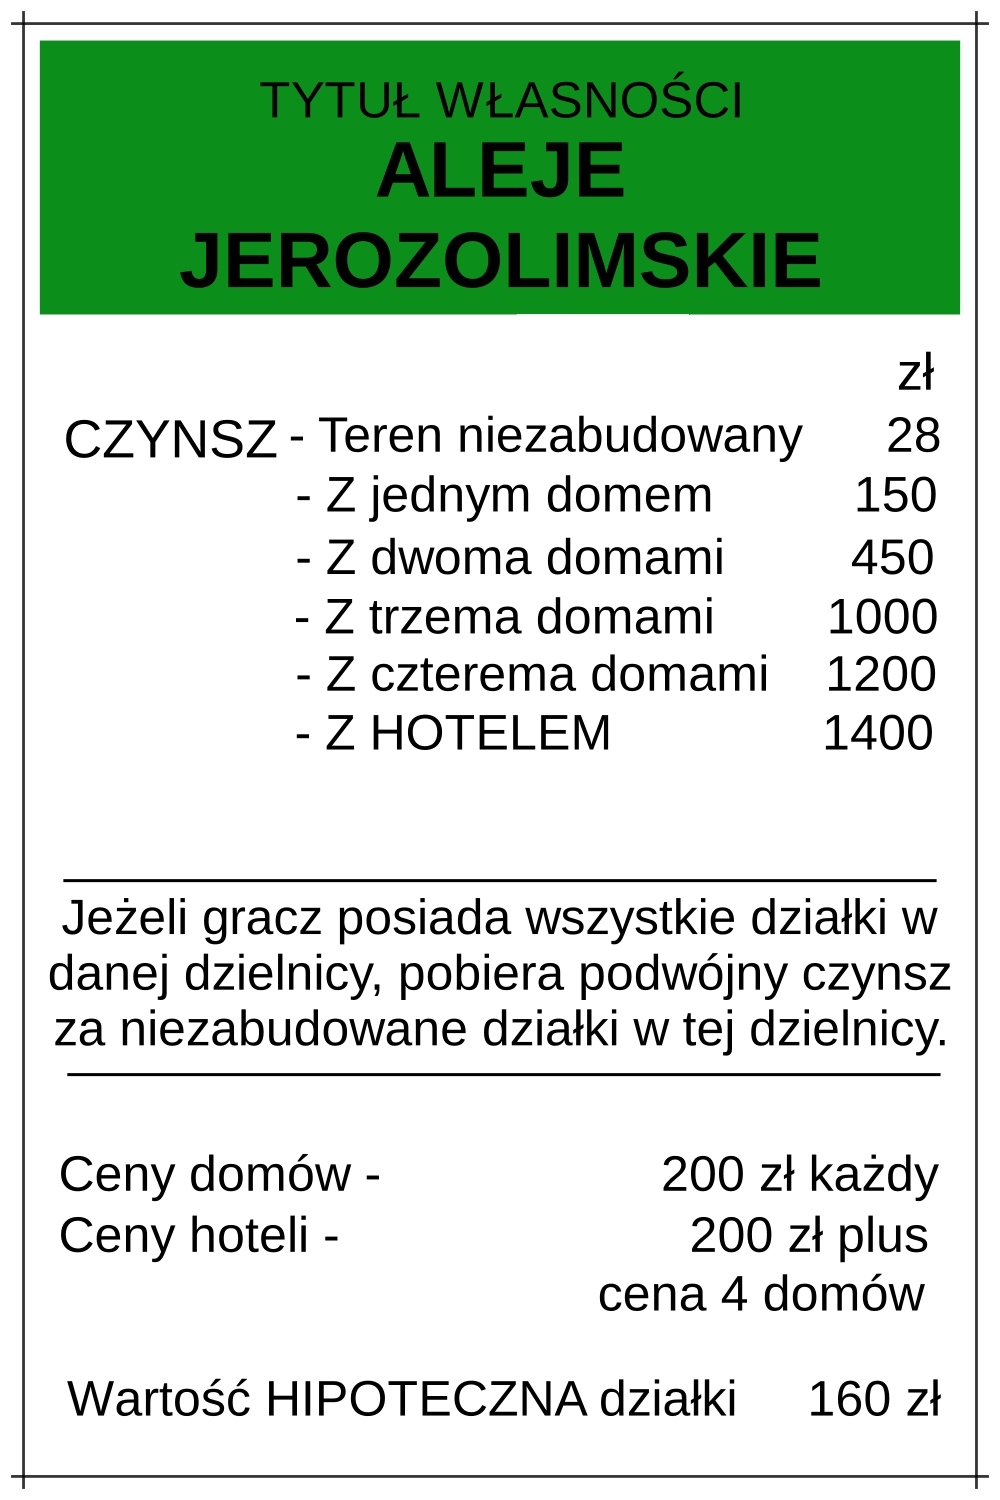 TYTUŁ WŁASNOŚCI
ALEJE
JEROZOLIMSKIE
zł
CZYNSZ - Teren niezabudowany 28
- Z jednym domem 150
- Z dwoma domami 450
- Z trzema domami 1000
- Z czterema domami 1200
- Z HOTELEM 1400
Jeżeli gracz posiada wszystkie działki w
danej dzielnicy, pobiera podwójny czynsz
za niezabudowane działki w tej dzielnicy.
Ceny domów - 200 zł każdy
Ceny hoteli - 200 zł plus
cena 4 domów
Wartość HIPOTECZNA działki 160 zł